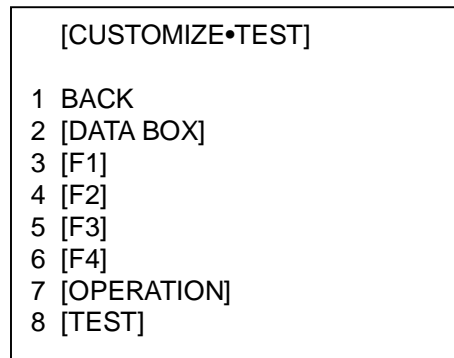 [CUSTOMIZE•TEST]
1 BACK
2 [DATA BOX]
3 [F1]
4 [F2]
5 [F3]
6 [F4]
7 [OPERATION]
8 [TEST]